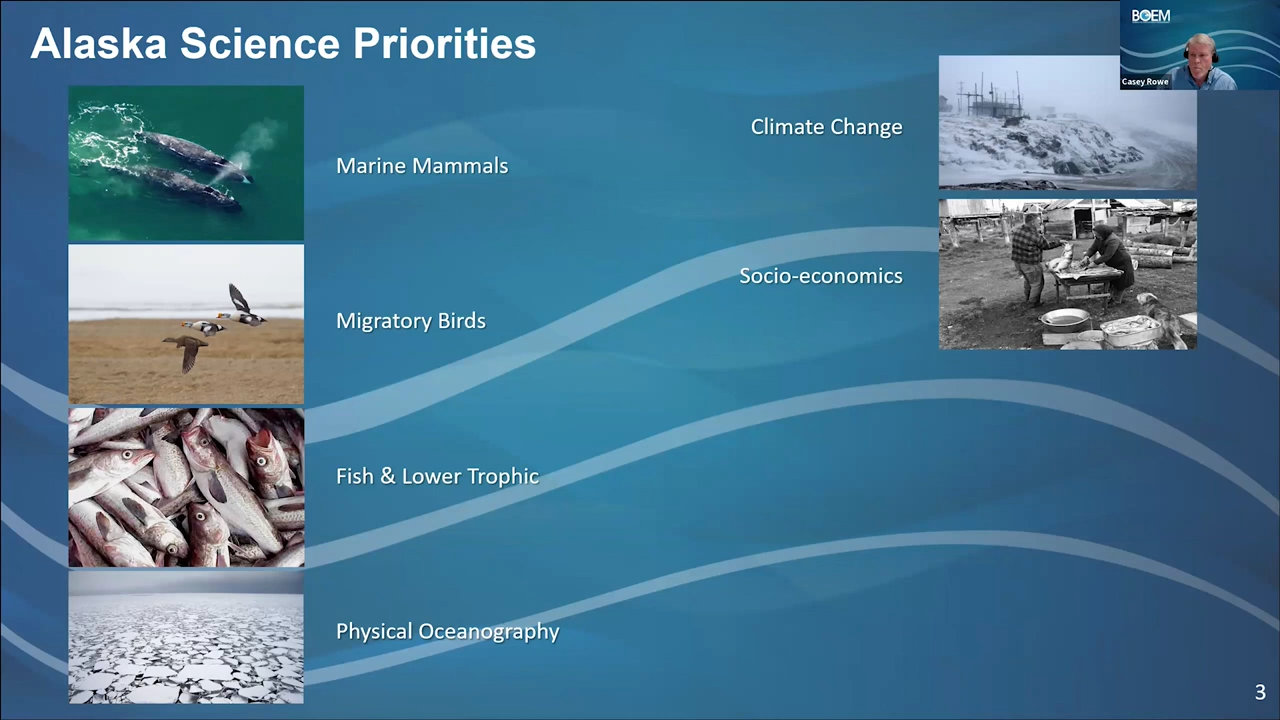 Alaska Science Priorities
BOEM
Casey Rowe
Marine Mammals
Migratory Birds
Fish & Lower Trophic
Physical Oceanography
Climate Change
Socio-economics
3